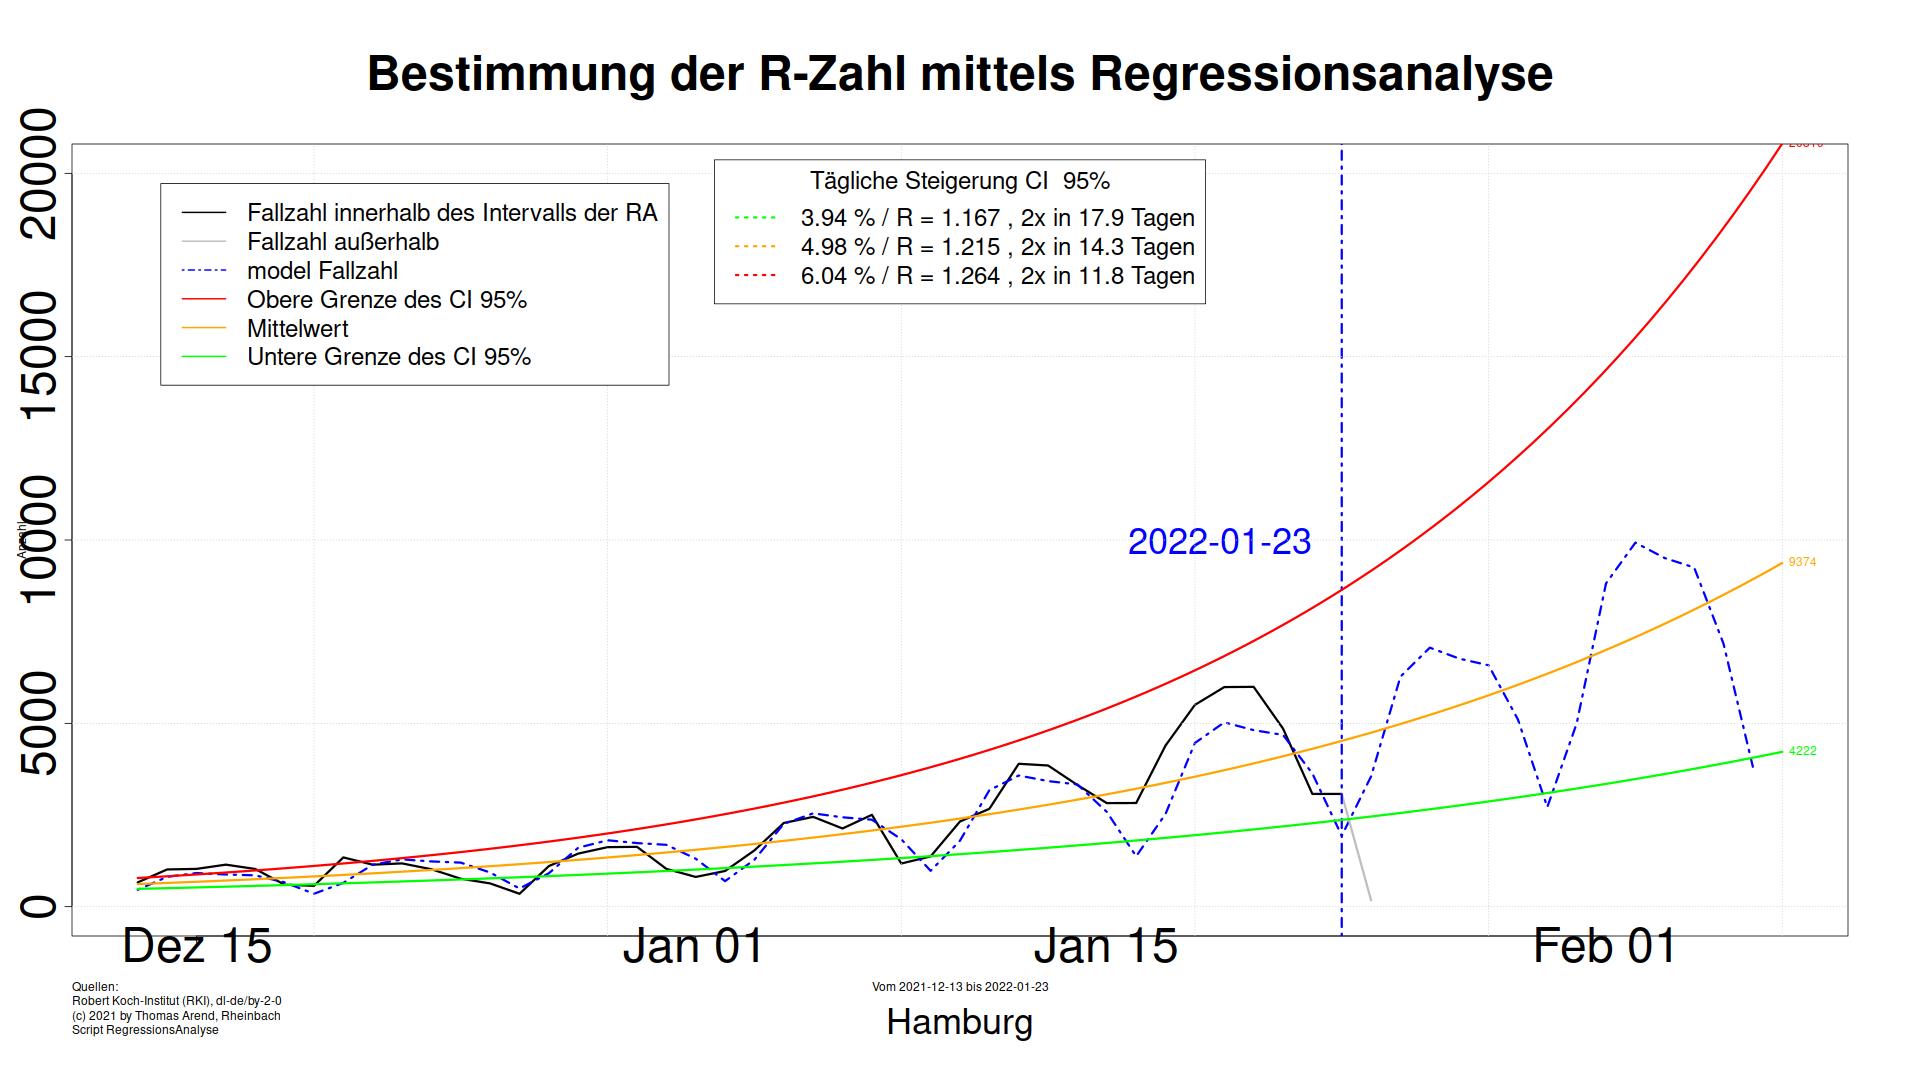 Bestimmung der R-Zahl mittels Regressionsanalyse
20000
15000
10000
5000
0
Anzahl
Fallzahl innerhalb des Intervalls der RA
Fallzahl außerhalb
model Fallzahl
Obere Grenze des CI 95%
Mittelwert
Untere Grenze des CI 95%
Tägliche Steigerung CI  95%
3.94 % / R = 1.167 , 2x in 17.9 Tagen
4.98 % / R = 1.215 , 2x in 14.3 Tagen
6.04 % / R = 1.264 , 2x in 11.8 Tagen
2022-01-23
9374
4222
Dez 15
Jan 01
Jan 15
Feb 01
Quellen:
Robert Koch-Institut (RKI), dl-de/by-2-0
(c) 2021 by Thomas Arend, Rheinbach
Script RegressionsAnalyse
Vom 2021-12-13 bis 2022-01-23
Hamburg